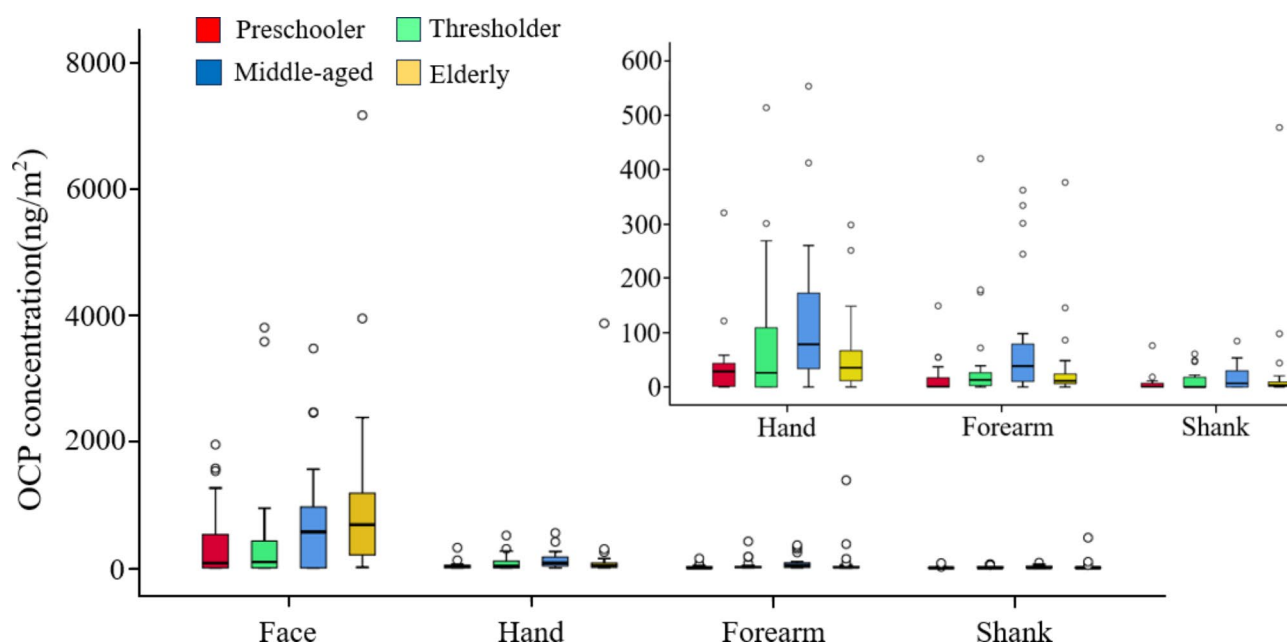 Preschooler
Thresholder
Middle-aged
Elderly
OCP concentration(ng/m²)
8000
6000
4000
2000
0
Face
Hand
Forearm
Shank
600
500
400
300
200
100
0
Hand
Forearm
Shank